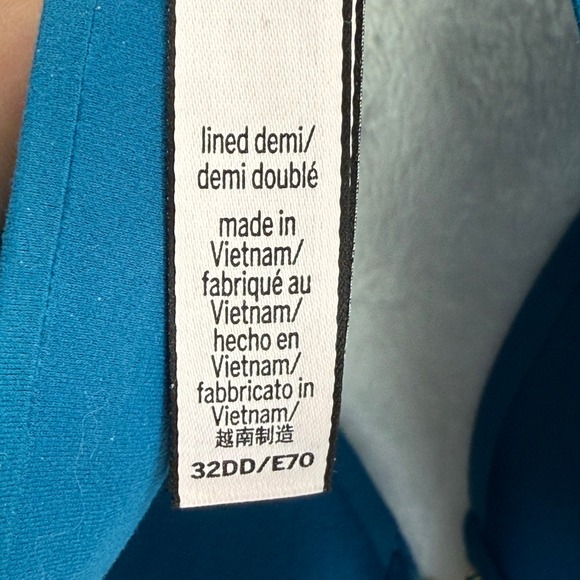 lined demi/
demi doublé
made in
Vietnam/
fabriqué au
Vietnam/
hecho en
Vietnam/
fabbricato in
Vietnam/
越南制造
32DD/E70